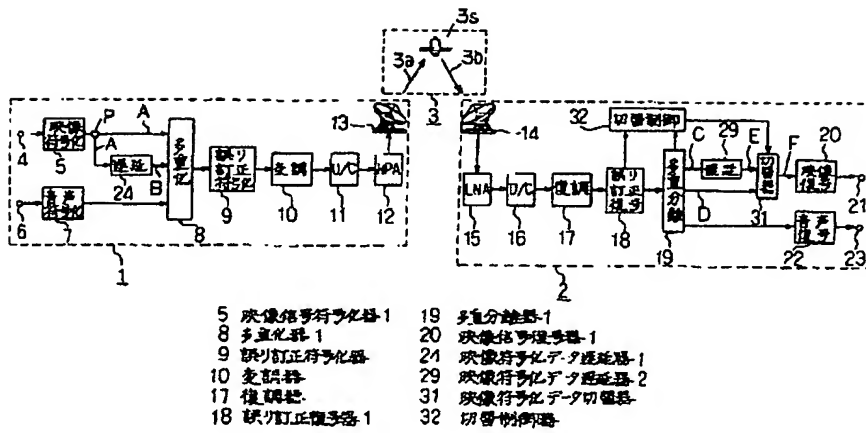 3s
3a
3b
3
1
4
映像
符号化
5
P
A
A
遅延
24
B
音声
符号化
6
7
多重化
8
誤り
訂正
符号化
9
変調
10
U/C
11
HPA
12
13
2
14
LNA
15
D/C
16
復調
17
誤り
訂正
復号
18
切替制御
32
多重分離
19
C
遅延
29
D
E
切替
31
F
映像
復号
20
21
音声
復号
22
23
5 映像信号符号化器-1
8 多重化器-1
9 誤り訂正符号化器
10 変調器
17 復調器
18 誤り訂正復号器-1
19 多重分離器-1
20 映像信号復号器-1
24 映像符号化データ遅延器-1
29 映像符号化データ遅延器-2
31 映像符号化データ切替器
32 切替制御器